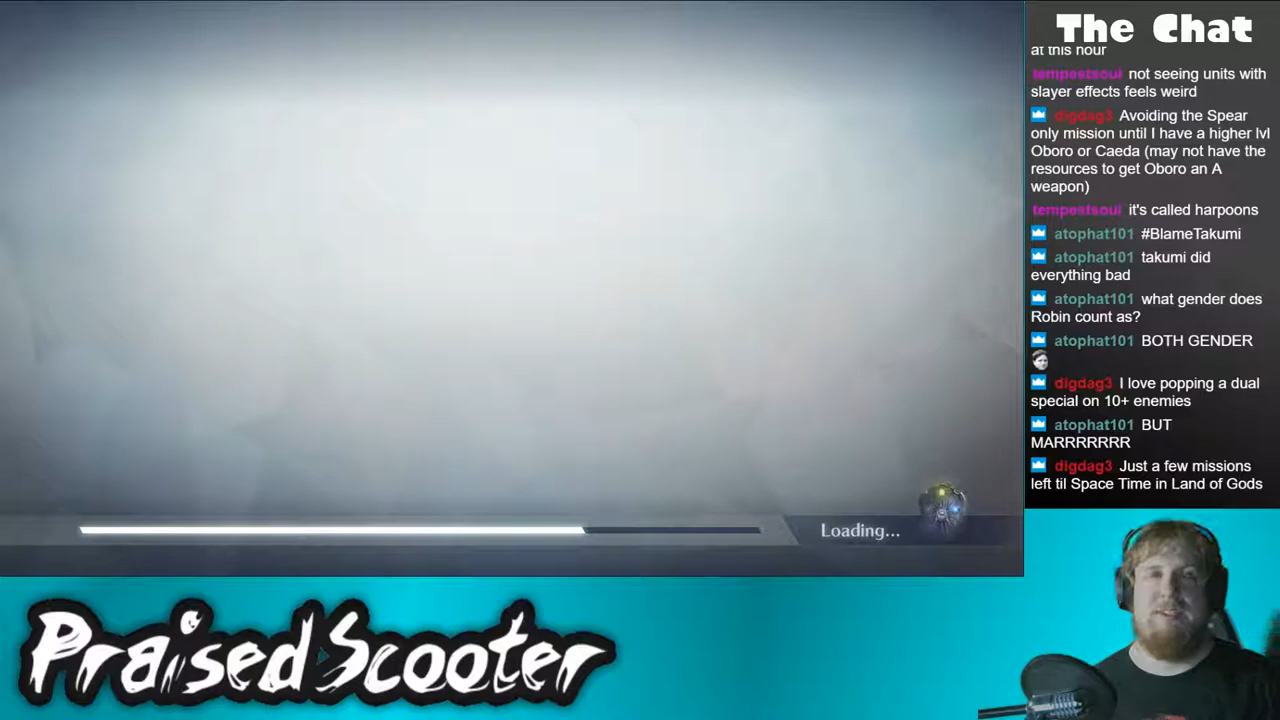 The Chat
at this hour
tempestsoul not seeing units with
slayer effects feels weird
digdag3 Avoiding the Spear
only mission until I have a higher lvl
Oboro or Caeda (may not have the
resources to get Oboro an A
weapon)
tempestsoul it's called harpoons
atophat101 #BlameTakumi
atophat101 takumi did
everything bad
atophat101 what gender does
Robin count as?
atophat101 BOTH GENDER
digdag3 I love popping a dual
special on 10+ enemies
atophat101 BUT
MARRRRRRR
digdag3 Just a few missions
left til Space Time in Land of Gods
Loading...
PraisedScooter